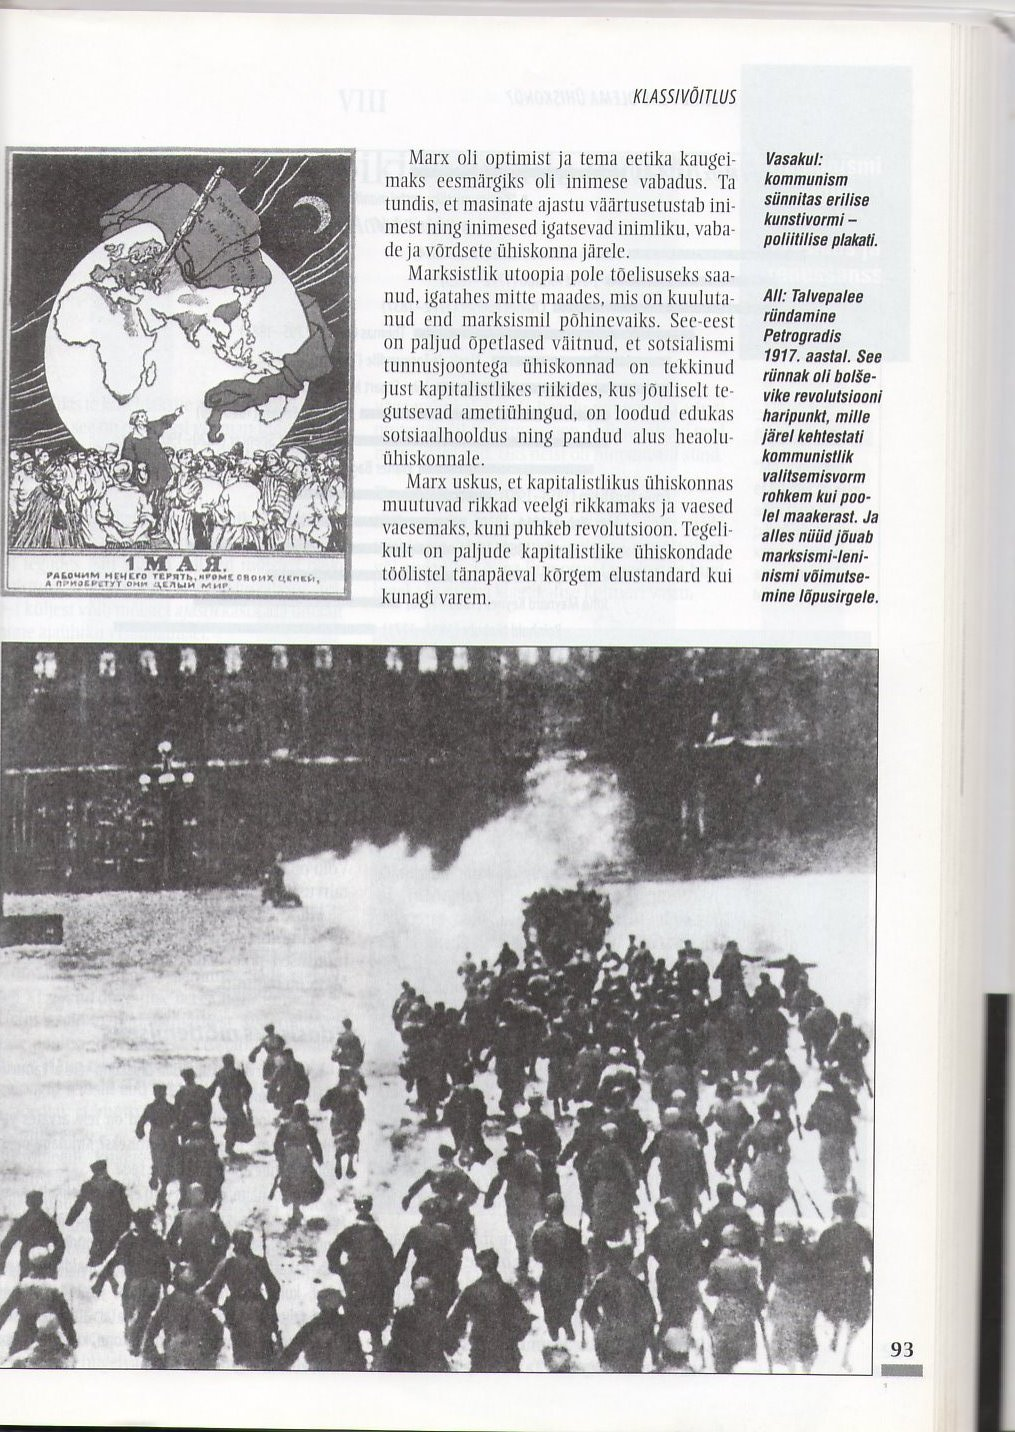 KLASSIVÕITLUS
Marx oli optimist ja tema eetika kaugei-
maks eesmärgiks oli inimese vabadus. Ta
tundis, et masinate ajastu väärtusetustab ini-
mest ning inimesed igatsevad inimliku, vaba-
de ja võrdsete ühiskonna järele.
Marksistlik utoopia pole tõelisuseks saa-
nud, igatahes mitte maades, mis on kuuluta-
nud end marksismil põhinevaiks. See-eest
on paljud õpetlased väitnud, et sotsialismi
tunnusjoontega ühiskonnad on tekkinud
just kapitalistlikes riikides, kus jõuliselt te-
gutsevad ametiühingud, on loodud edukas
sotsiaalhooldus ning pandud alus heaolu-
ühiskonnale.
Marx uskus, et kapitalistlikus ühiskonnas
muutuvad rikkad veelgi rikkamaks ja vaesed
vaesemaks, kuni puhkeb revolutsioon. Tegeli-
kult on paljude kapitalistlike ühiskondade
töölistel tänapäeval kõrgem elustandard kui
kunagi varem.
Vasakul:
kommunism
sünnitas erilise
kunstivormi –
poliitilise plakati.
All: Talvepalee
ründamine
Petrogradis
1917. aastal. See
rünnak oli bolše-
vike revolutsiooni
haripunkt, mille
järel kehtestati
kommunistlik
valitsemisvorm
rohkem kui poo-
lel maakerast. Ja
alles nüüd jõuab
marksismi-leni-
nismi võimutse-
mine lõpusirgele.
1 МАЯ.
РАБОЧИМ НЕЧЕГО ТЕРЯТЬ, КРОМЕ СВОИХ ЦЕПЕЙ,
А ПРИОБРЕТУТ ОНИ ЦЕЛЫЙ МИР.
93